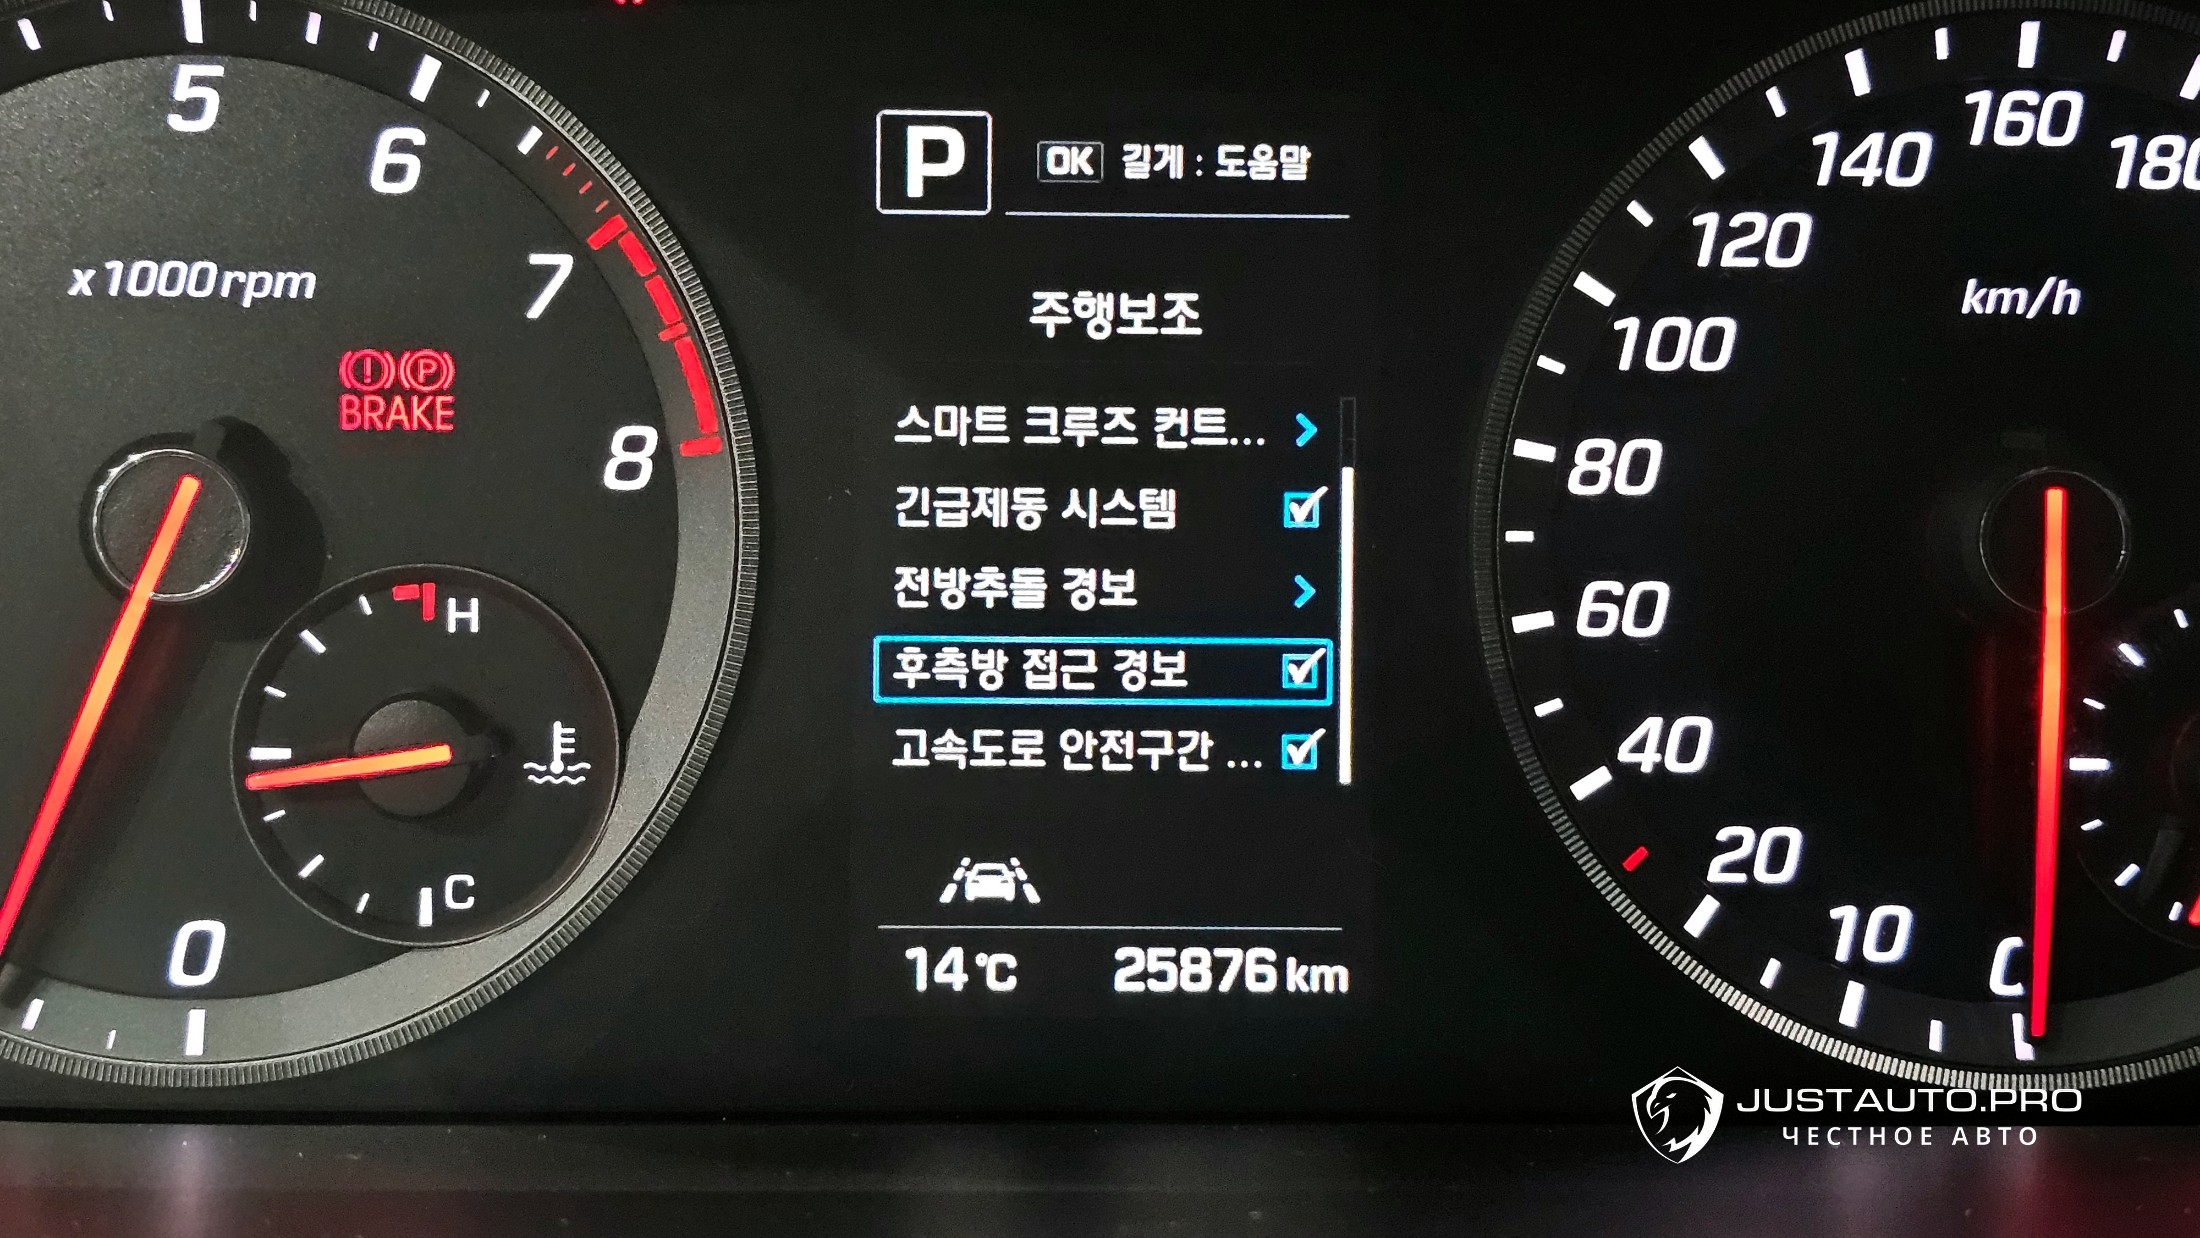 5
6
7
8
x1000rpm
BRAKE
H
C
0
P
OK 길게 : 도움말
주행보조
스마트 크루즈 컨트...
긴급제동 시스템
전방추돌 경보
후측방 접근 경보
고속도로 안전구간 ...
14℃ 25876 km
180
160
140
120
100
km/h
80
60
40
20
10
0
JUSTAUTO.PRO
ЧЕСТНОЕ АВТО